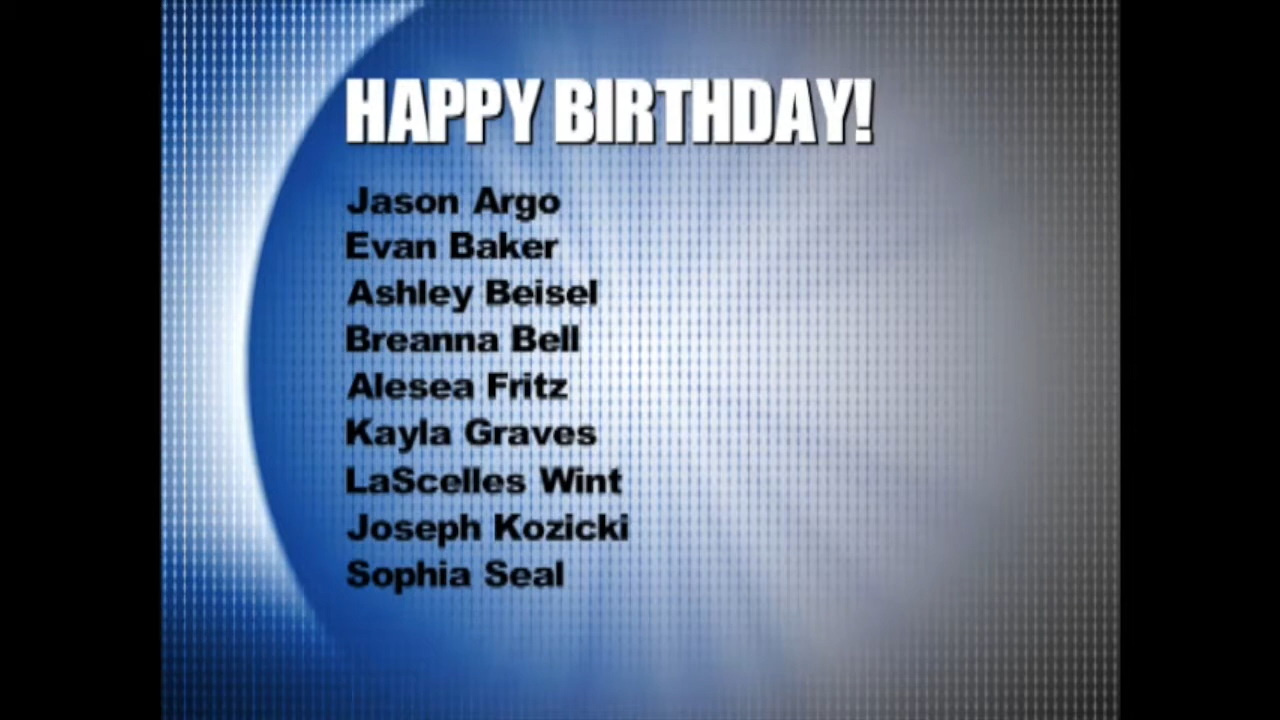 HAPPY BIRTHDAY!
Jason Argo
Evan Baker
Ashley Beisel
Breanna Bell
Alesea Fritz
Kayla Graves
LaScelles Wint
Joseph Kozicki
Sophia Seal